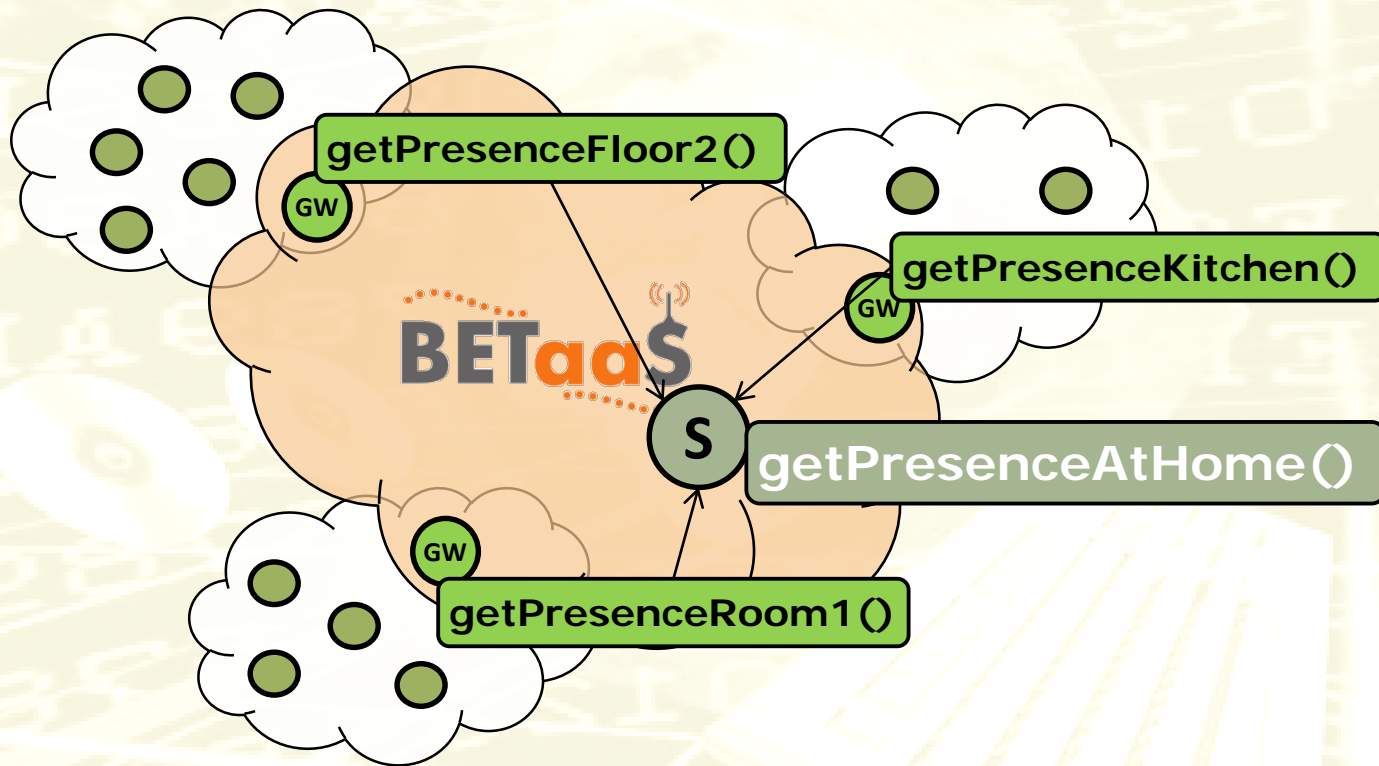 getPresenceFloor2()
GW
getPresenceKitchen()
GW
BETaaS
S
getPresenceAtHome()
GW
getPresenceRoom1()